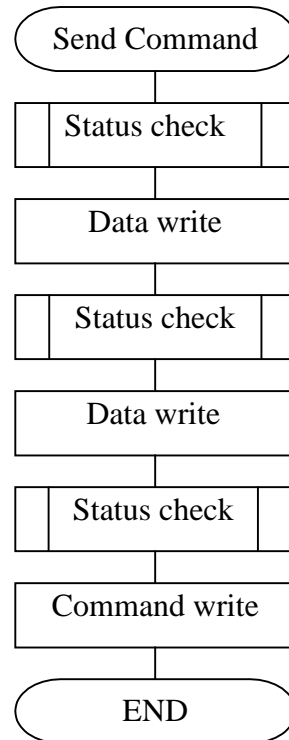 Send Command
Status check
Data write
Status check
Data write
Status check
Command write
END